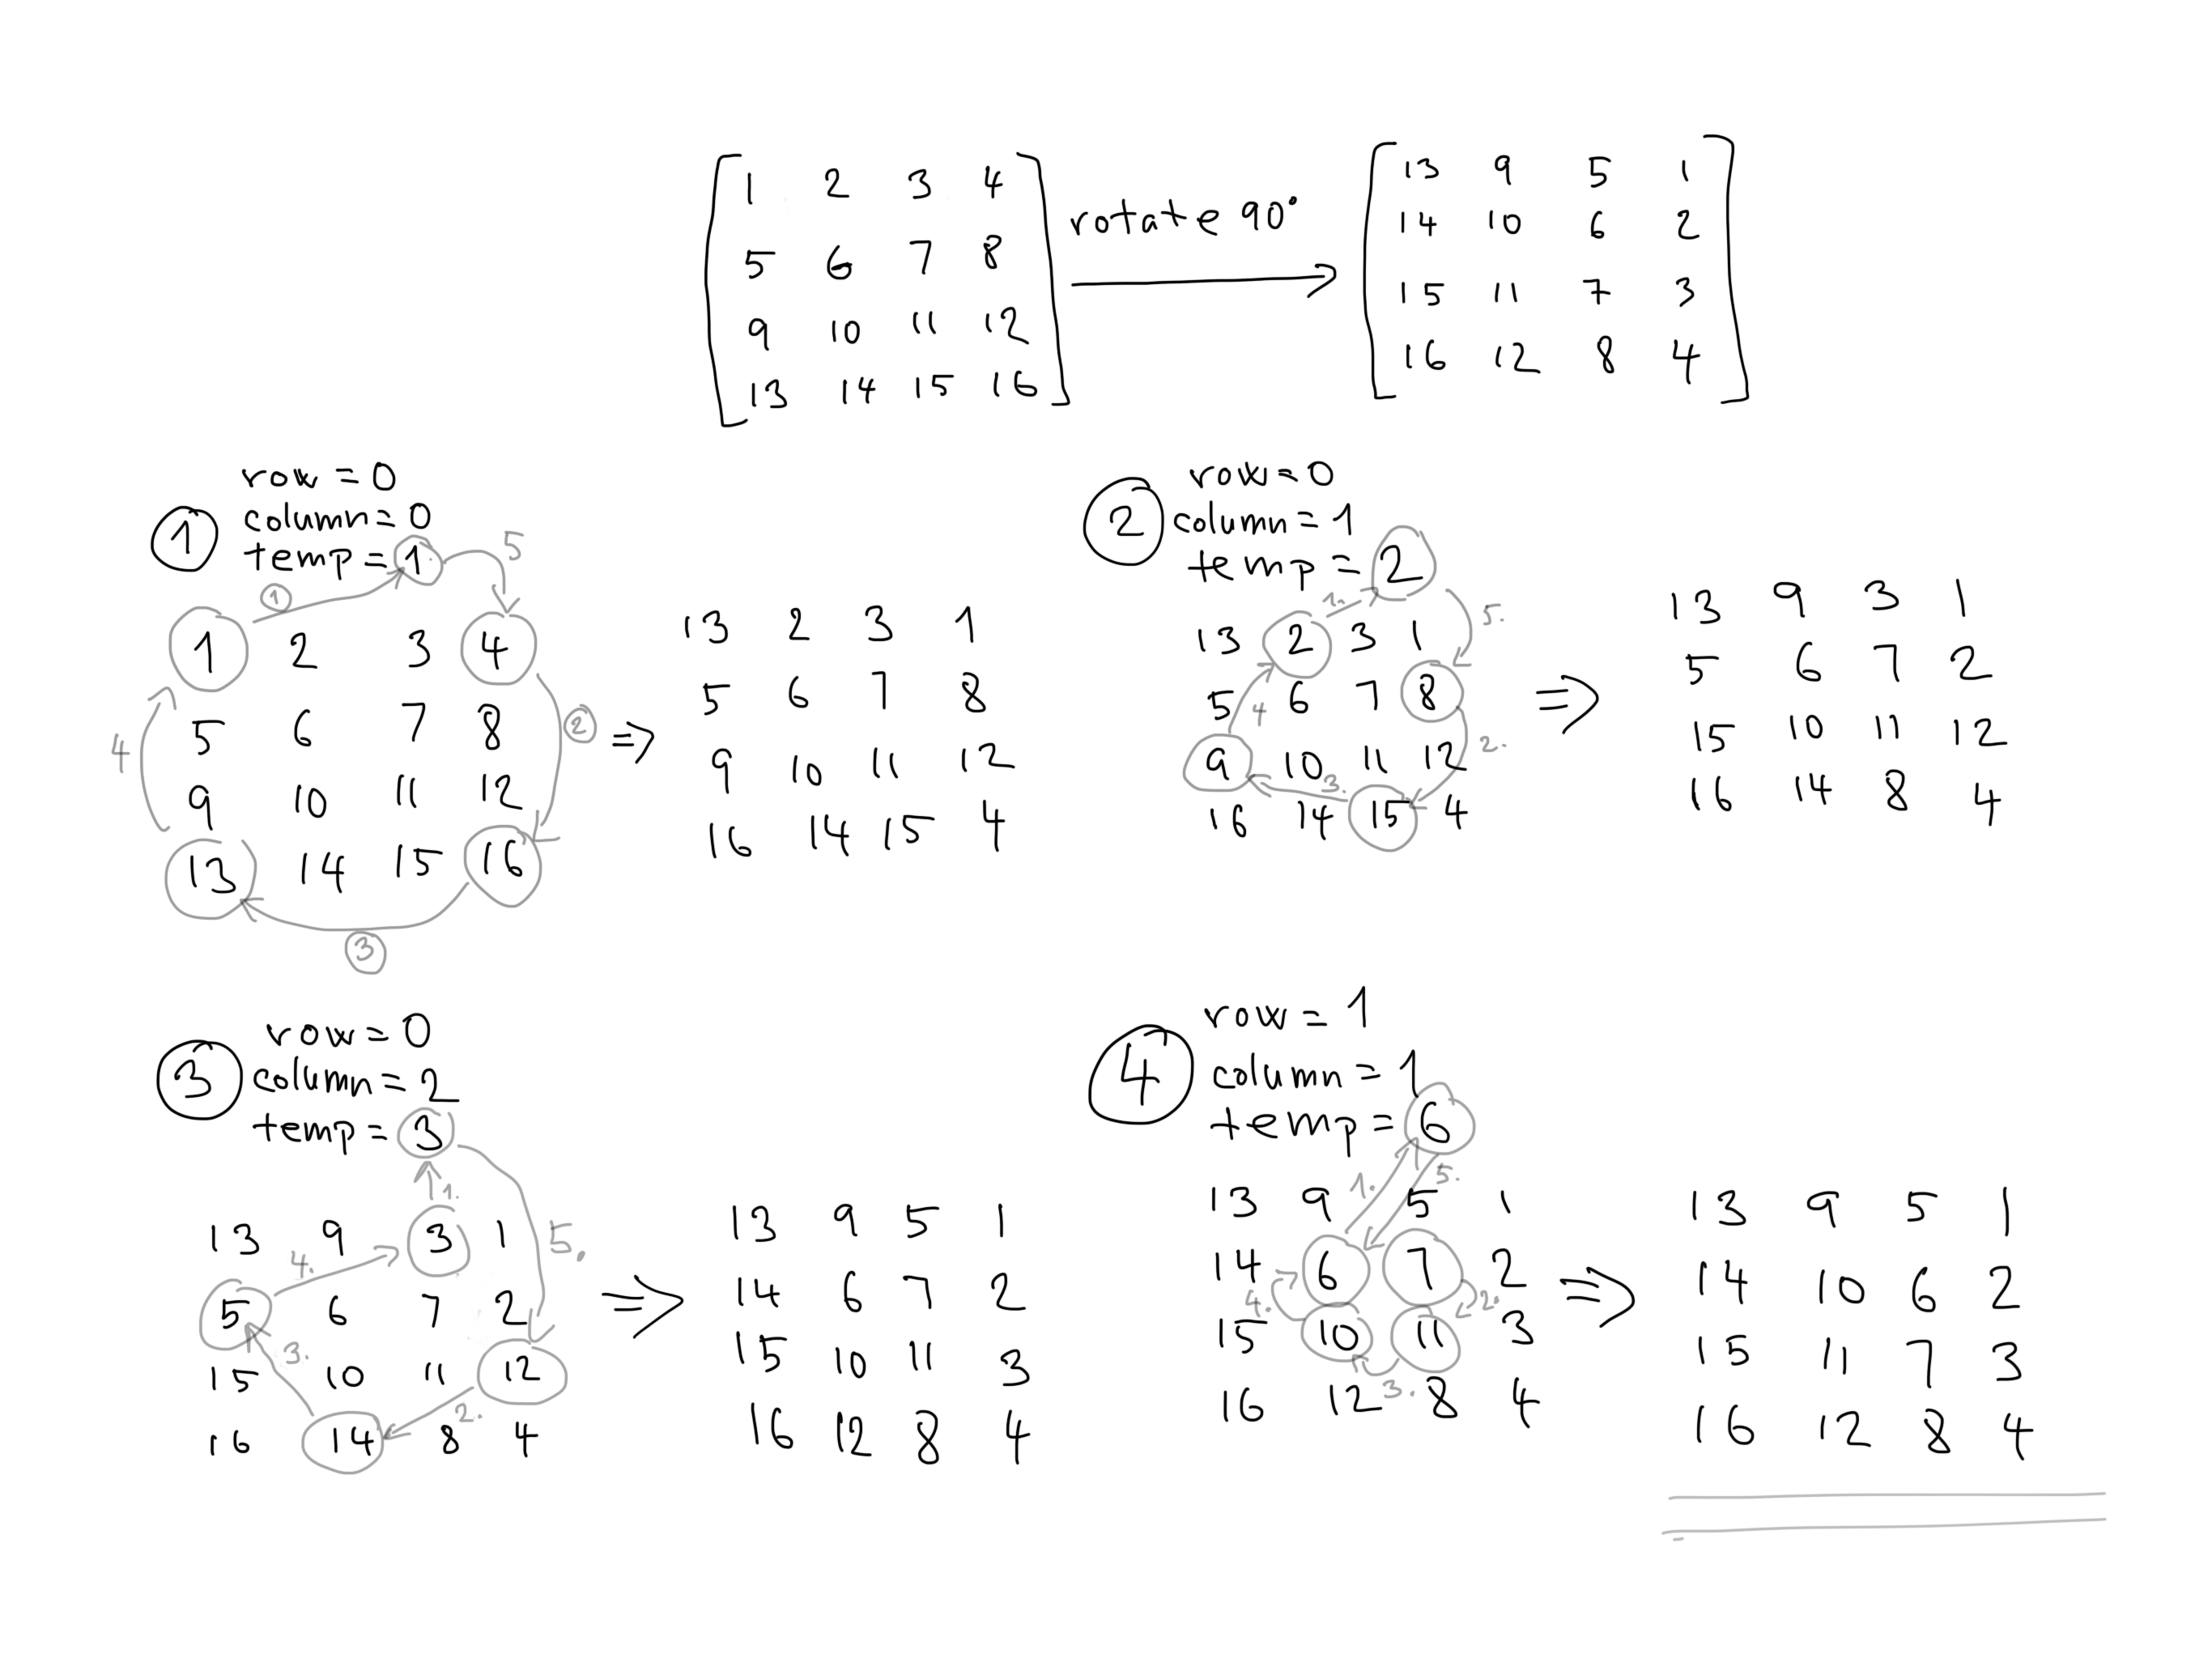 1 2 3 4
5 6 7 8
9 10 11 12
13 14 15 16
rotate 90°
13 9 5 1
14 10 6 2
15 11 7 3
16 12 8 4
1
row = 0
column = 0
temp = 1
1
5
1 2 3 4
5 6 7 8
9 10 11 12
13 14 15 16
4
2
3
⇒
13 2 3 1
5 6 7 8
9 10 11 12
16 14 15 4
2
row = 0
column = 1
temp = 2
1.
5.
13 2 3 1
5 6 7 8
9 10 11 12
16 14 15 4
4
2.
3.
⇒
13 9 3 1
5 6 7 2
15 10 11 12
16 14 8 4
3
row = 0
column = 2
temp = 3
1.
5.
13 9 3 1
5 6 7 2
15 10 11 12
16 14 8 4
4.
3.
2.
⇒
13 9 5 1
14 6 7 2
15 10 11 3
16 12 8 4
4
row = 1
column = 1
temp = 6
1.
5.
13 9 5 1
14 6 7 2
15 10 11 3
16 12 8 4
4.
2.
3.
⇒
13 9 5 1
14 10 6 2
15 11 7 3
16 12 8 4